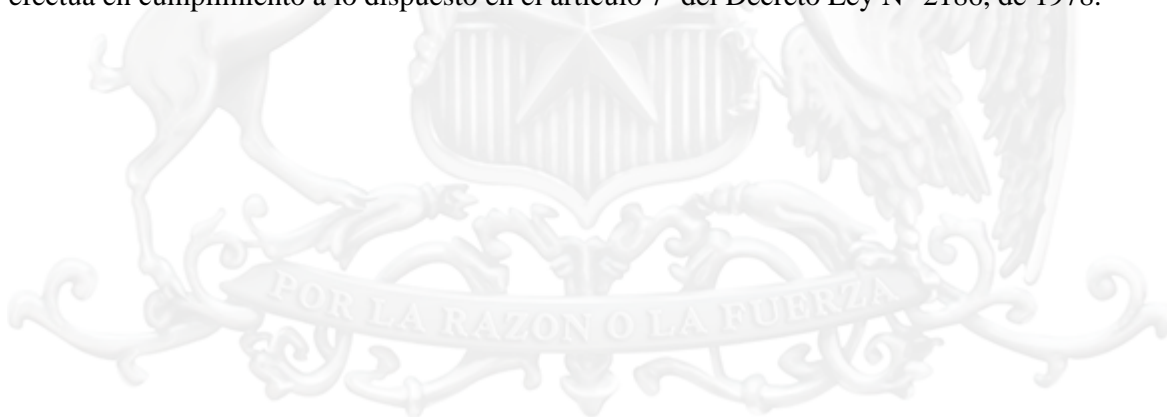 efectúa en cumplimiento a lo dispuesto en el artículo 7° del Decreto Ley N° 2186, de 1978.
POR LA RAZON O LA FUERZA